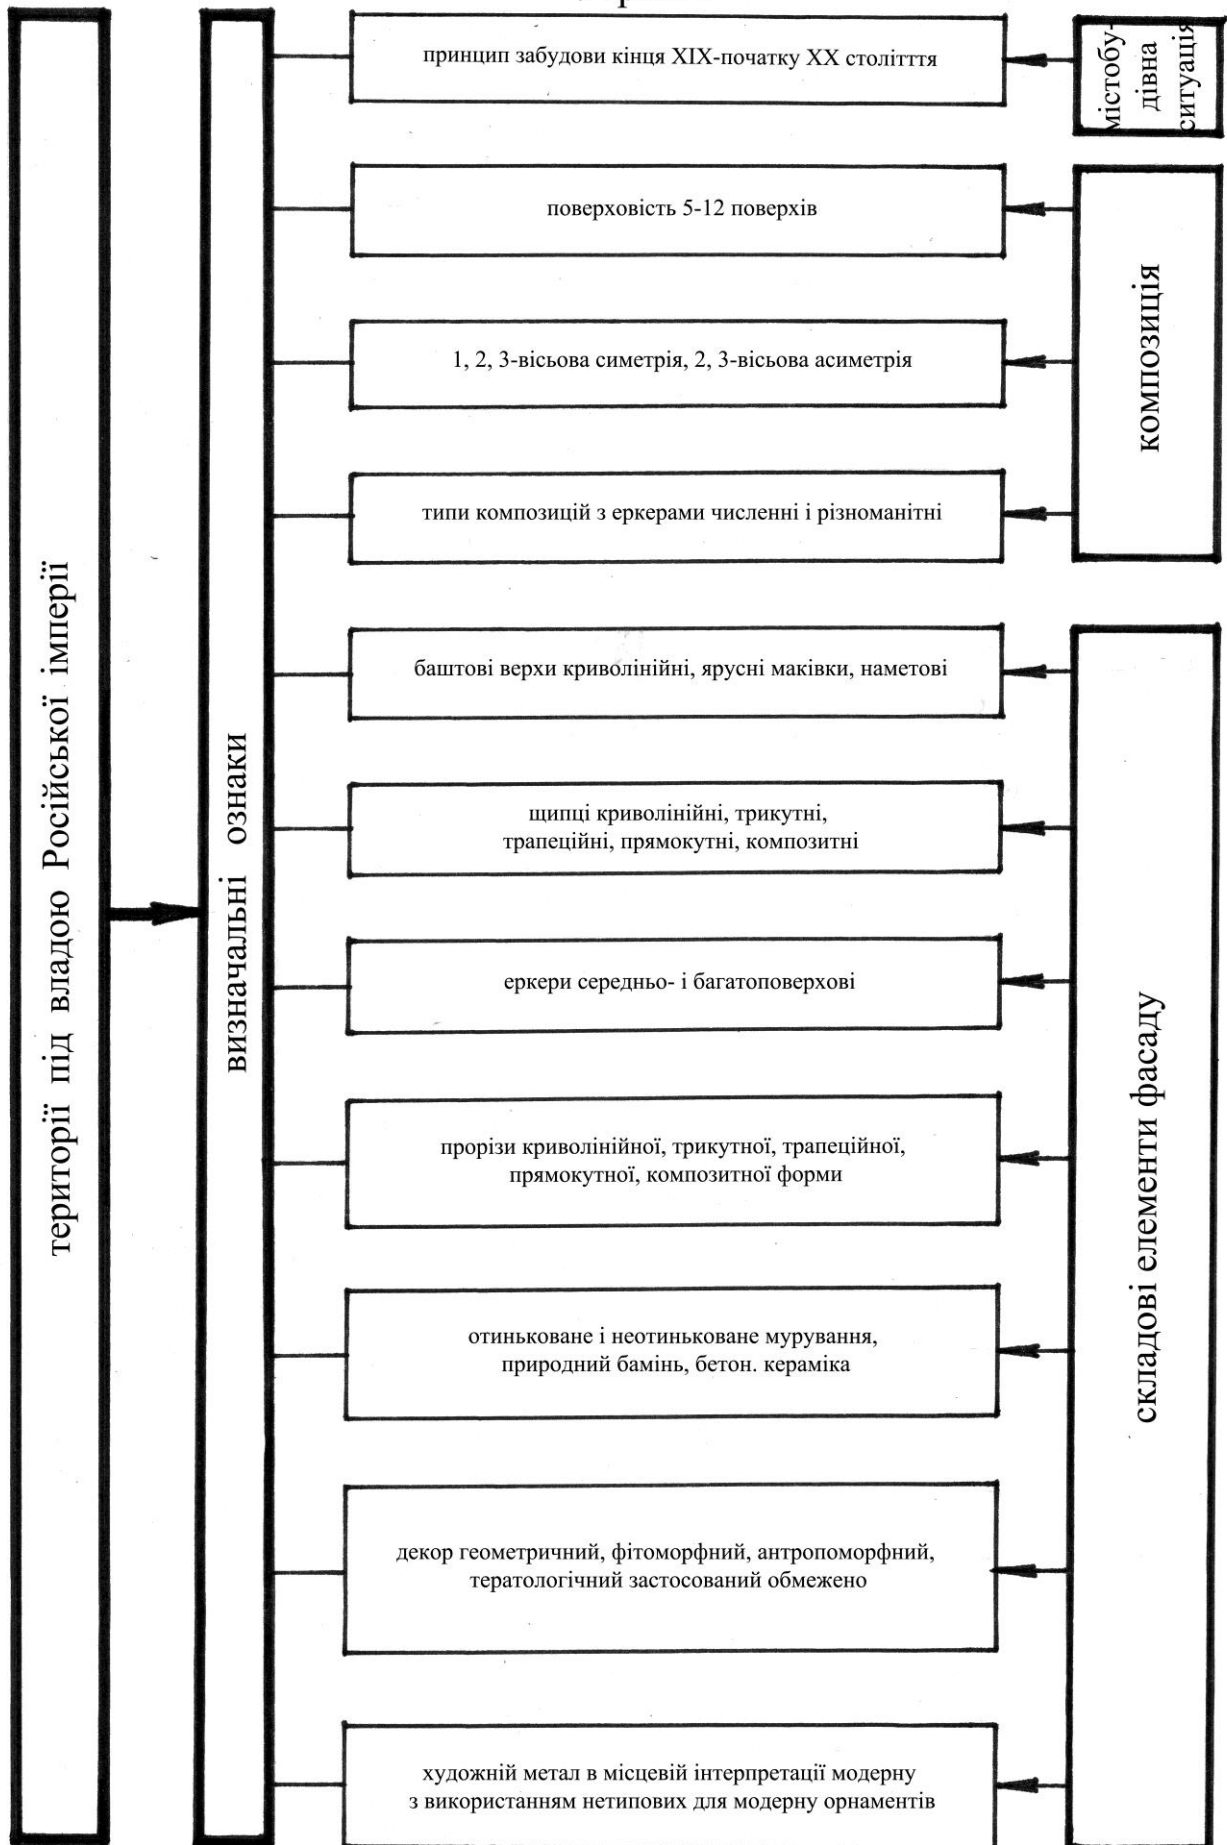 території під владою Російської імперії
визначальні ознаки
принцип забудови кінця XIX-початку XX століtття
поверховість 5-12 поверхів
1, 2, 3-вісьова симетрія, 2, 3-вісьова асиметрія
типи композицій з еркерами численні і різноманітні
баштові верхи криволінійні, ярусні маківки, наметові
щипці криволінійні, трикутні,
трапеційні, прямокутні, композитні
еркери середньо- і багатоповерхові
прорізи криволінійної, трикутної, трапеційної,
прямокутної, композитної форми
отиньковане і неотиньковане мурування,
природний бамінь, бетон. кераміка
декор геометричний, фітоморфний, антропоморфний,
тератологічний застосований обмежено
художній метал в місцевій інтерпретації модерну
з використанням нетипових для модерну орнаментів
містобу-
дівна
ситуація
композиція
складові елементи фасаду